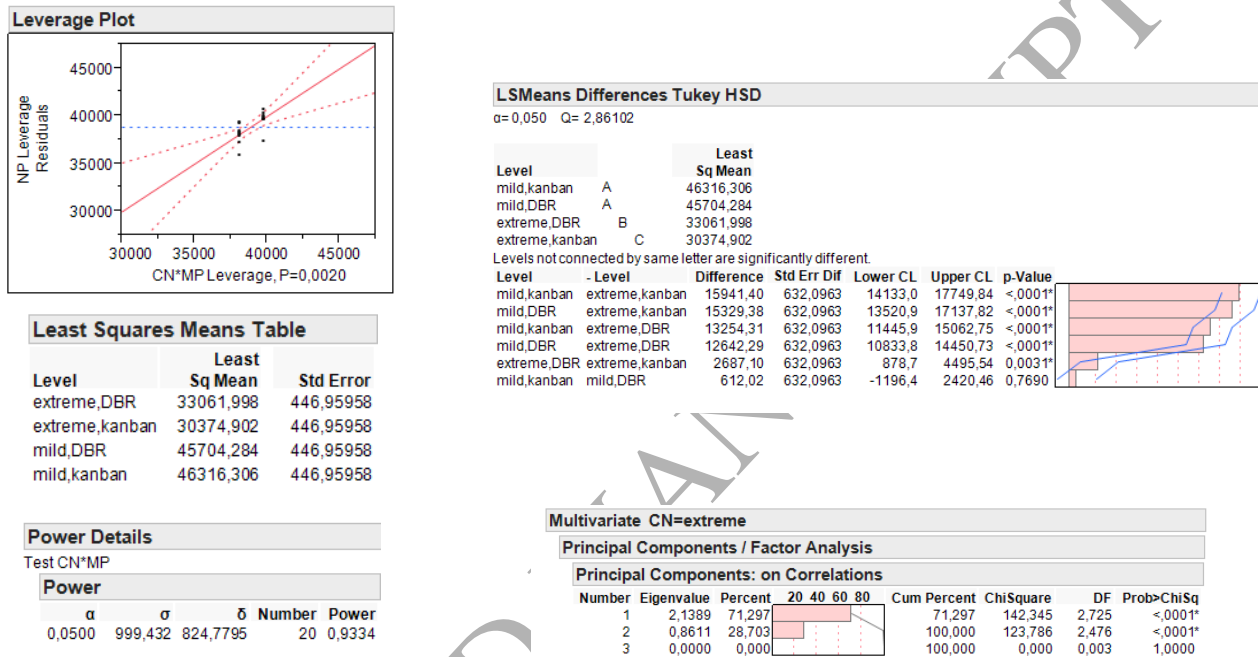 Leverage Plot
NP Leverage
Residuals
45000
40000
35000
30000
30000 35000 40000 45000
CN*MP Leverage, P=0,0020
Least Squares Means Table
Least
Level Sq Mean Std Error
extreme,DBR 33061,998 446,95958
extreme,kanban 30374,902 446,95958
mild,DBR 45704,284 446,95958
mild,kanban 46316,306 446,95958
Power Details
Test CN*MP
Power
α σ δ Number Power
0,0500 999,432 824,7795 20 0,9334
LSMeans Differences Tukey HSD
α= 0,050 Q= 2,86102
Least
Level Sq Mean
mild,kanban A 46316,306
mild,DBR A 45704,284
extreme,DBR B 33061,998
extreme,kanban C 30374,902
Levels not connected by same letter are significantly different.
Level - Level Difference Std Err Dif Lower CL Upper CL p-Value
mild,kanban extreme,kanban 15941,40 632,0963 14133,0 17749,84 <,0001*
mild,DBR extreme,kanban 15329,38 632,0963 13520,9 17137,82 <,0001*
mild,kanban extreme,DBR 13254,31 632,0963 11445,9 15062,75 <,0001*
mild,DBR extreme,DBR 12642,29 632,0963 10833,8 14450,73 <,0001*
extreme,DBR extreme,kanban 2687,10 632,0963 878,7 4495,54 0,0031*
mild,kanban mild,DBR 612,02 632,0963 -1196,4 2420,46 0,7690
Multivariate CN=extreme
Principal Components / Factor Analysis
Principal Components: on Correlations
Number Eigenvalue Percent 20 40 60 80 Cum Percent ChiSquare DF Prob>ChiSq
1 2,1389 71,297 71,297 142,345 2,725 <,0001*
2 0,8611 28,703 100,000 123,786 2,476 <,0001*
3 0,0000 0,000 100,000 0,000 0,003 1,0000